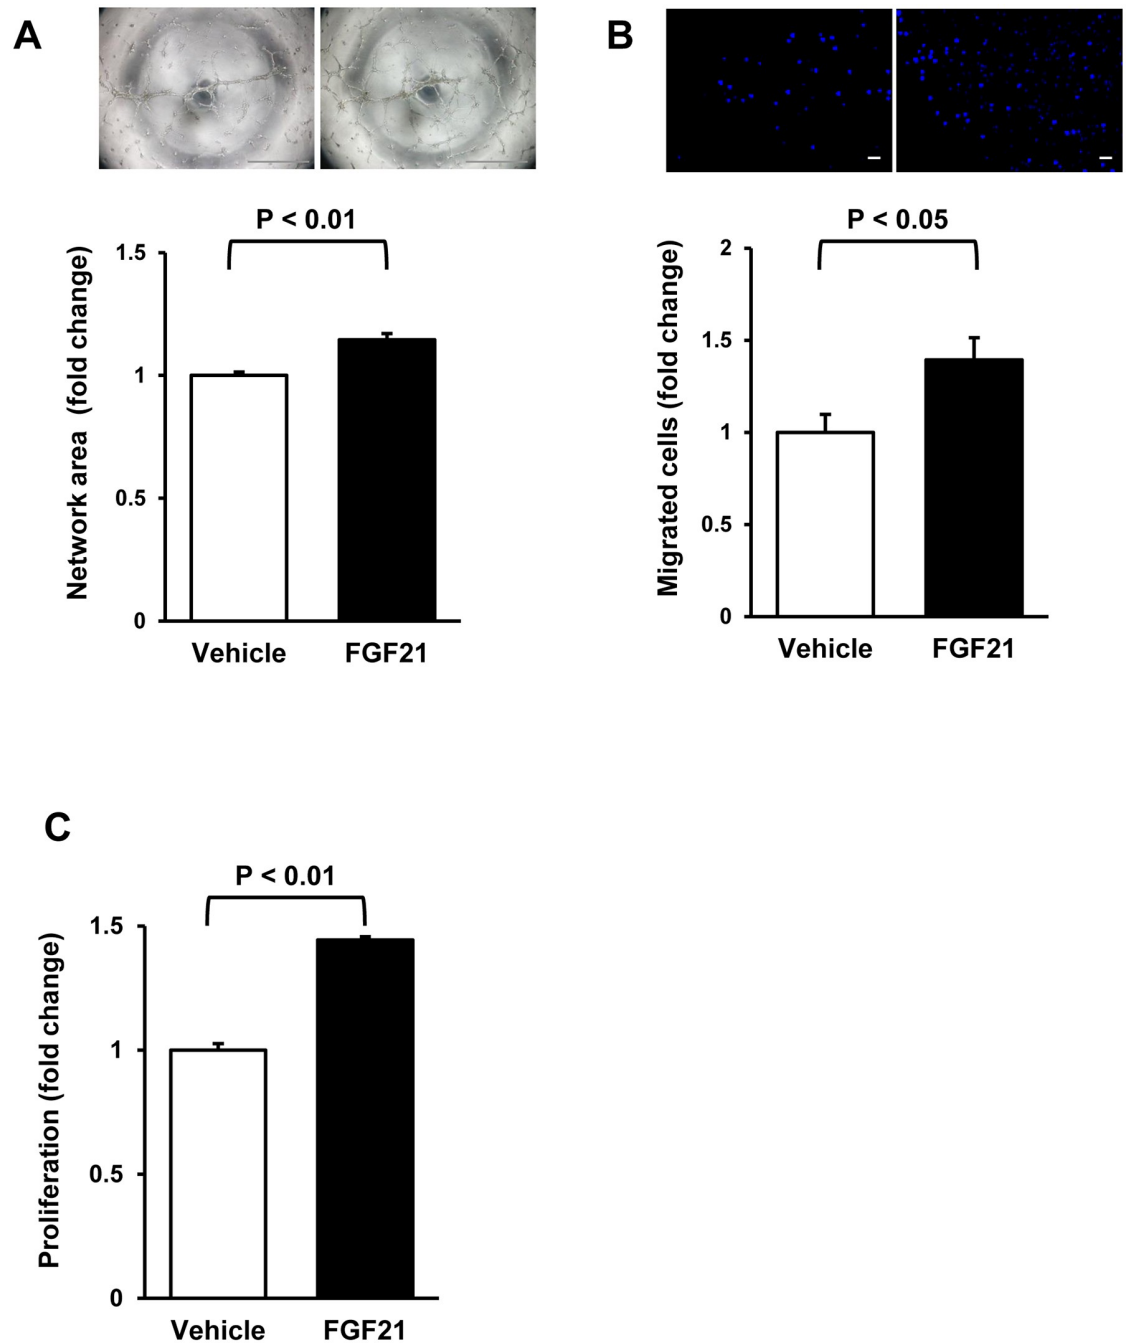 A
B
P < 0.01
Network area  (fold change)
1.5
1
0.5
0
Vehicle
FGF21
P < 0.05
Migrated cells (fold change)
2
1.5
1
0.5
0
Vehicle
FGF21
C
P < 0.01
Proliferation (fold change)
1.5
1
0.5
0
Vehicle
FGF21